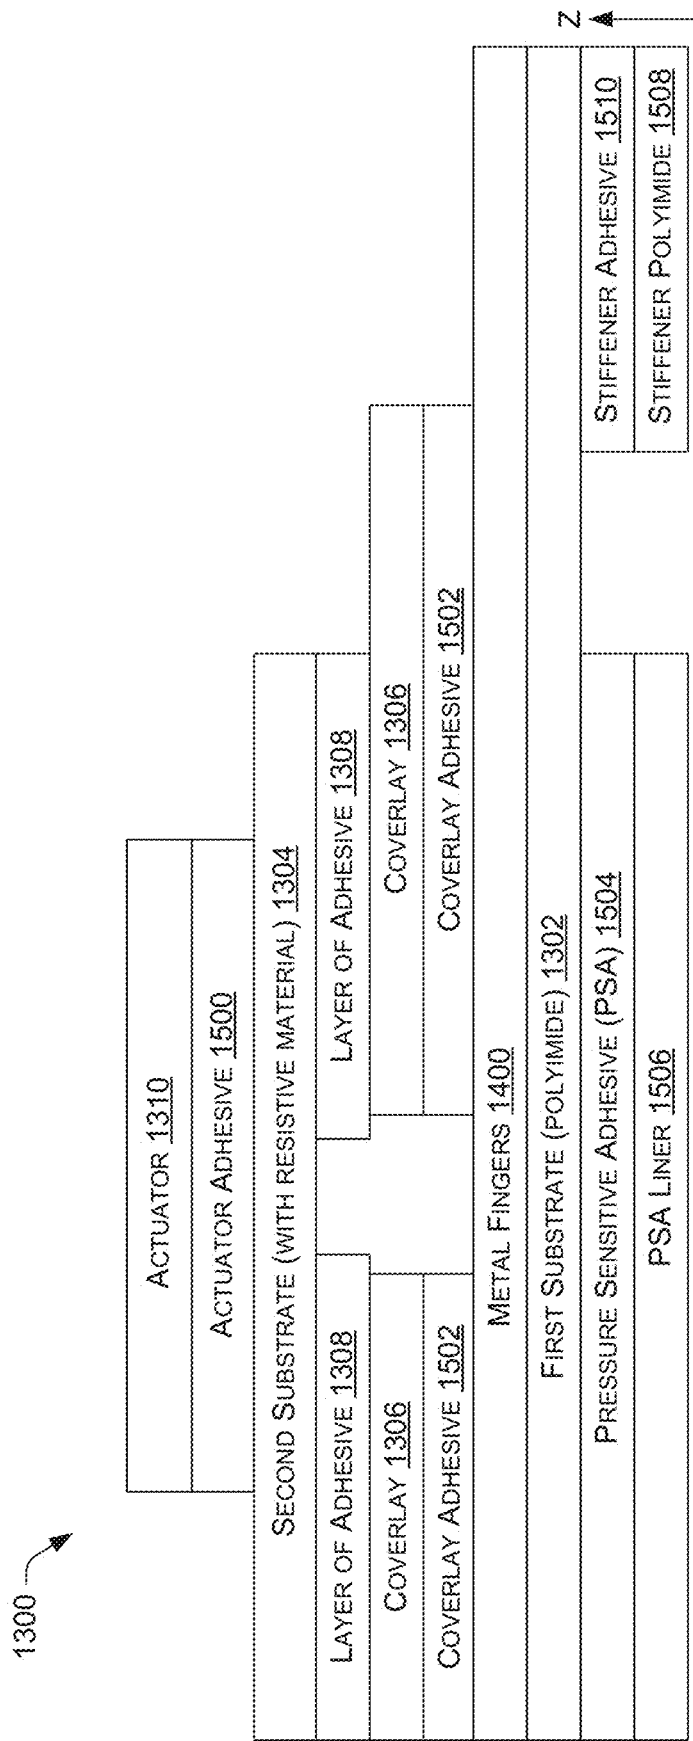 1300
ACTUATOR 1310
ACTUATOR ADHESIVE 1500
SECOND SUBSTRATE (WITH RESISTIVE MATERIAL) 1304
LAYER OF ADHESIVE 1308
LAYER OF ADHESIVE 1308
COVERLAY 1306
COVERLAY 1306
COVERLAY ADHESIVE 1502
COVERLAY ADHESIVE 1502
METAL FINGERS 1400
FIRST SUBSTRATE (POLYIMIDE) 1302
PRESSURE SENSITIVE ADHESIVE (PSA) 1504
STIFFENER ADHESIVE 1510
PSA LINER 1506
STIFFENER POLYIMIDE 1508
Z